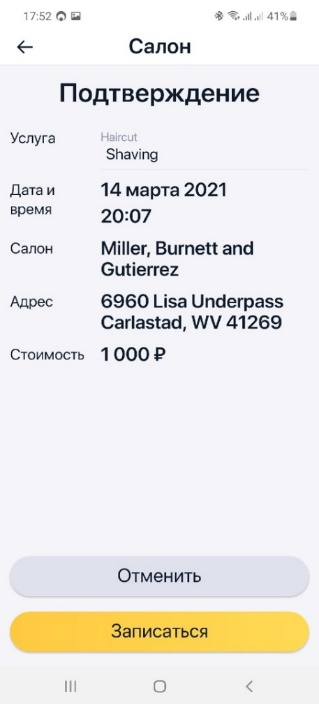 17:52
41%
Салон
Подтверждение
Услуга
Haircut
Shaving
Дата и
время
14 марта 2021
20:07
Салон
Miller, Burnett and
Gutierrez
Адрес
6960 Lisa Underpass
Carlastad, WV 41269
Стоимость
1 000 ₽
Отменить
Записаться